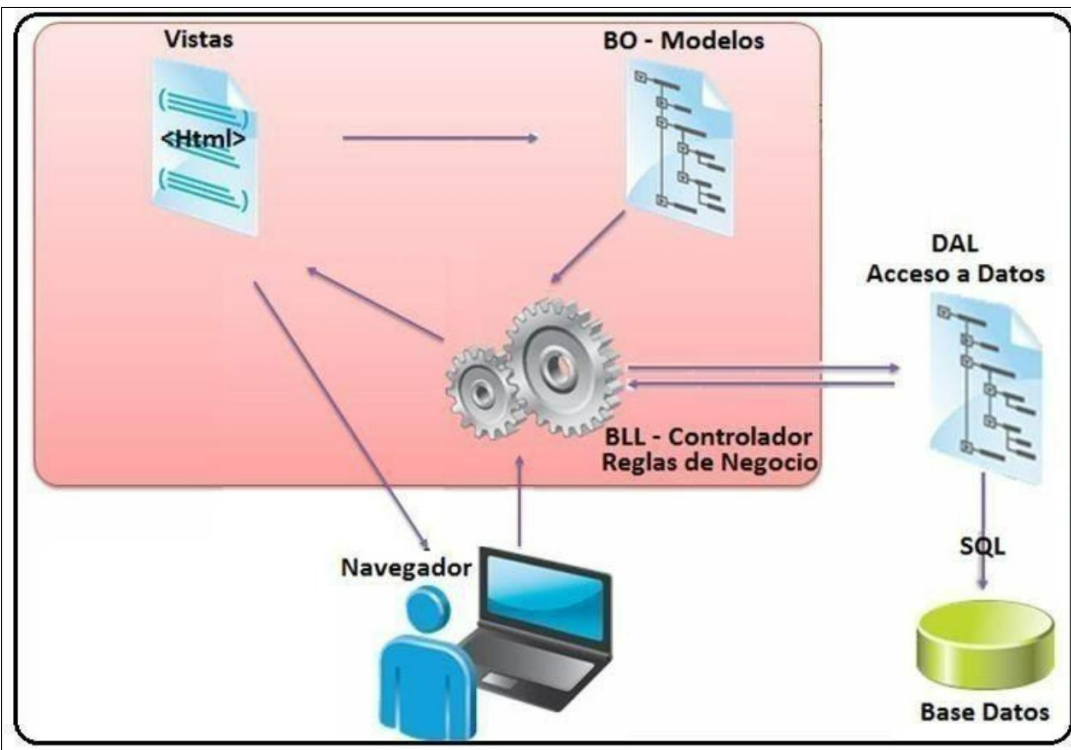 Vistas
BO - Modelos
<Html>
DAL
Acceso a Datos
BLL - Controlador
Reglas de Negocio
SQL
Navegador
Base Datos